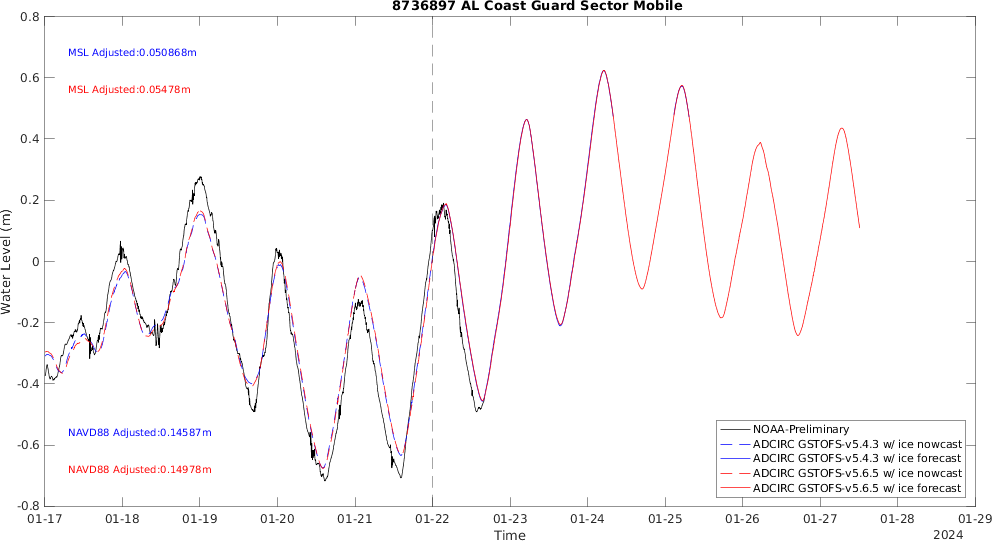 8736897 AL Coast Guard Sector Mobile
0.8
0.6
0.4
0.2
0
-0.2
-0.4
-0.6
-0.8
Water Level (m)
MSL Adjusted:0.050868m
MSL Adjusted:0.05478m
NAVD88 Adjusted:0.14587m
NAVD88 Adjusted:0.14978m
NOAA-Preliminary
ADCIRC GSTOFS-v5.4.3 w/ ice nowcast
ADCIRC GSTOFS-v5.4.3 w/ ice forecast
ADCIRC GSTOFS-v5.6.5 w/ ice nowcast
ADCIRC GSTOFS-v5.6.5 w/ ice forecast
01-17 01-18 01-19 01-20 01-21 01-22 01-23 01-24 01-25 01-26 01-27 01-28 01-29
Time
2024